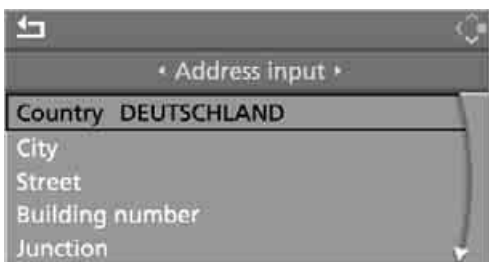 Address input
Country DEUTSCHLAND
City
Street
Building number
Junction